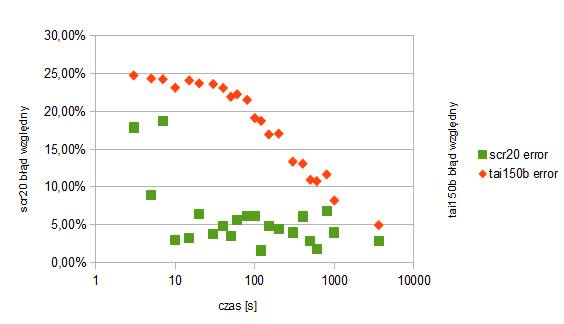 30,00%
25,00%
20,00%
15,00%
10,00%
5,00%
0,00%
1 10 100 1000 10000
czas [s]
scr20 błąd względny
tai150b błąd względny
scr20 error
tai150b error